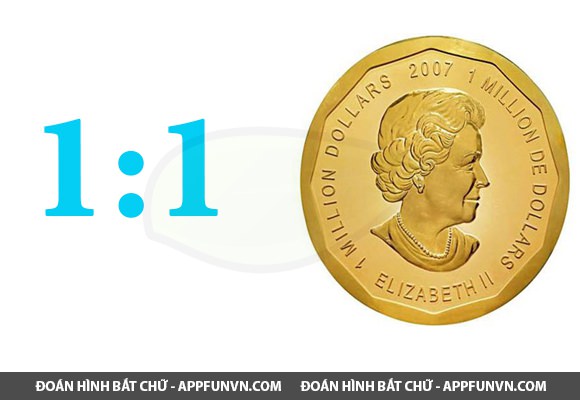 1:1
1 MILLION DOLLARS 2007 1 MILLION DE DOLLARS
ELIZABETH II
ĐOÁN HÌNH BẮT CHỮ - APPFUNVN.COM ĐOÁN HÌNH BẮT CHỮ - APPFUNVN.COM